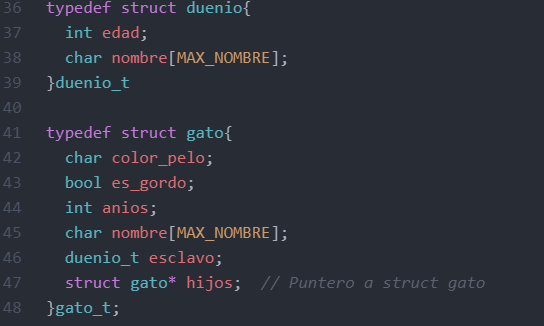 36 typedef struct duenio{
37 int edad;
38 char nombre[MAX_NOMBRE];
39 }duenio_t
40
41 typedef struct gato{
42 char color_pelo;
43 bool es_gordo;
44 int anios;
45 char nombre[MAX_NOMBRE];
46 duenio_t esclavo;
47 struct gato* hijos;  // Puntero a struct gato
48 }gato_t;